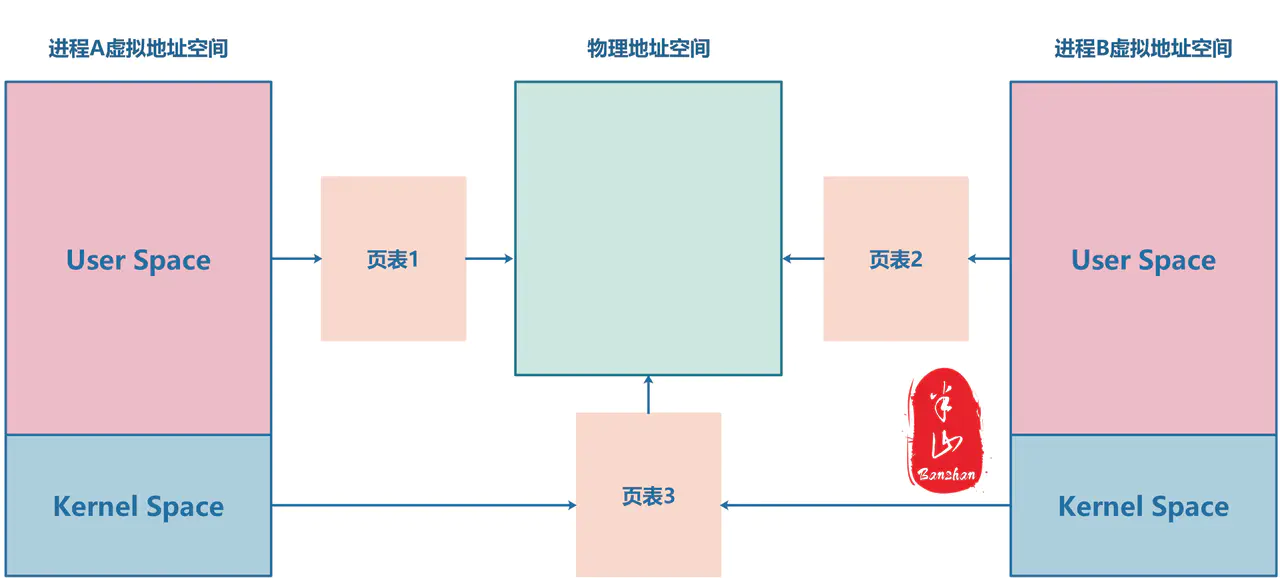 进程A虚拟地址空间
物理地址空间
进程B虚拟地址空间
User Space
页表1
页表2
User Space
半山
Banzhan
Kernel Space
页表3
Kernel Space